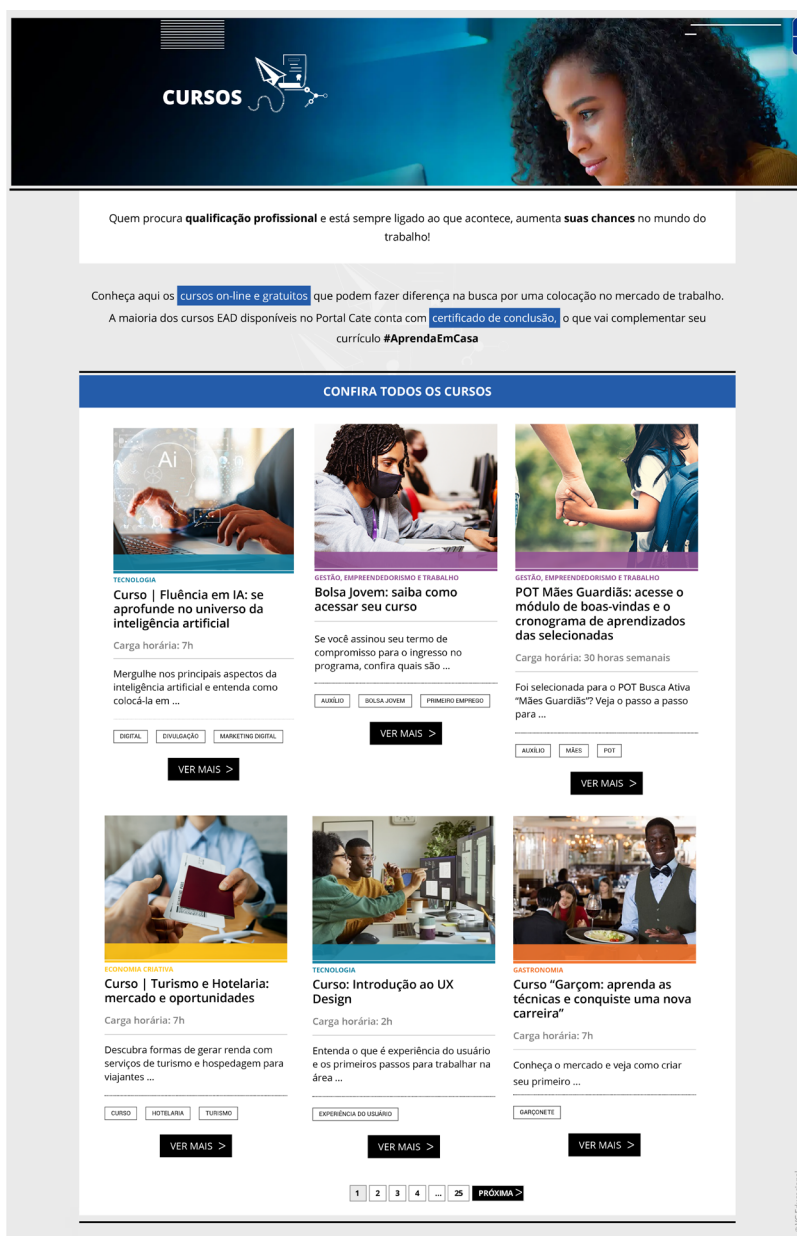 CURSOS
Quem procura qualificação profissional e está sempre ligado ao que acontece, aumenta suas chances no mundo do
trabalho!
Conheça aqui os cursos on-line e gratuitos que podem fazer diferença na busca por uma colocação no mercado de trabalho.
A maioria dos cursos EAD disponíveis no Portal Cate conta com certificado de conclusão, o que vai complementar seu
currículo #AprendaEmCasa
CONFIRA TODOS OS CURSOS
Ai
TECNOLOGIA
Curso | Fluência em IA: se
aprofunde no universo da
inteligência artificial
Carga horária: 7h
Mergulhe nos principais aspectos da
inteligência artificial e entenda como
colocá-la em ...
DIGITAL
DIVULGAÇÃO
MARKETING DIGITAL
VER MAIS >
GESTÃO, EMPREENDEDORISMO E TRABALHO
Bolsa Jovem: saiba como
acessar seu curso
Se você assinou seu termo de
compromisso para o ingresso no
programa, confira quais são ...
AUXÍLIO
BOLSA JOVEM
PRIMEIRO EMPREGO
VER MAIS >
GESTÃO, EMPREENDEDORISMO E TRABALHO
POT Mães Guardiãs: acesse o
módulo de boas-vindas e o
cronograma de aprendizados
das selecionadas
Carga horária: 30 horas semanais
Foi selecionada para o POT Busca Ativa
“Mães Guardiãs”? Veja o passo a passo
para ...
AUXÍLIO
MÃES
POT
VER MAIS >
ECONOMIA CRIATIVA
Curso | Turismo e Hotelaria:
mercado e oportunidades
Carga horária: 7h
Descubra formas de gerar renda com
serviços de turismo e hospedagem para
viajantes ...
CURSO
HOTELARIA
TURISMO
VER MAIS >
TECNOLOGIA
Curso: Introdução ao UX
Design
Carga horária: 2h
Entenda o que é experiência do usuário
e os primeiros passos para trabalhar na
área ...
EXPERIÊNCIA DO USUÁRIO
VER MAIS >
GASTRONOMIA
Curso “Garçom: aprenda as
técnicas e conquiste uma nova
carreira”
Carga horária: 7h
Conheça o mercado e veja como criar
seu primeiro ...
GARÇONETE
VER MAIS >
1 2 3 4 ... 25 PRÓXIMA >